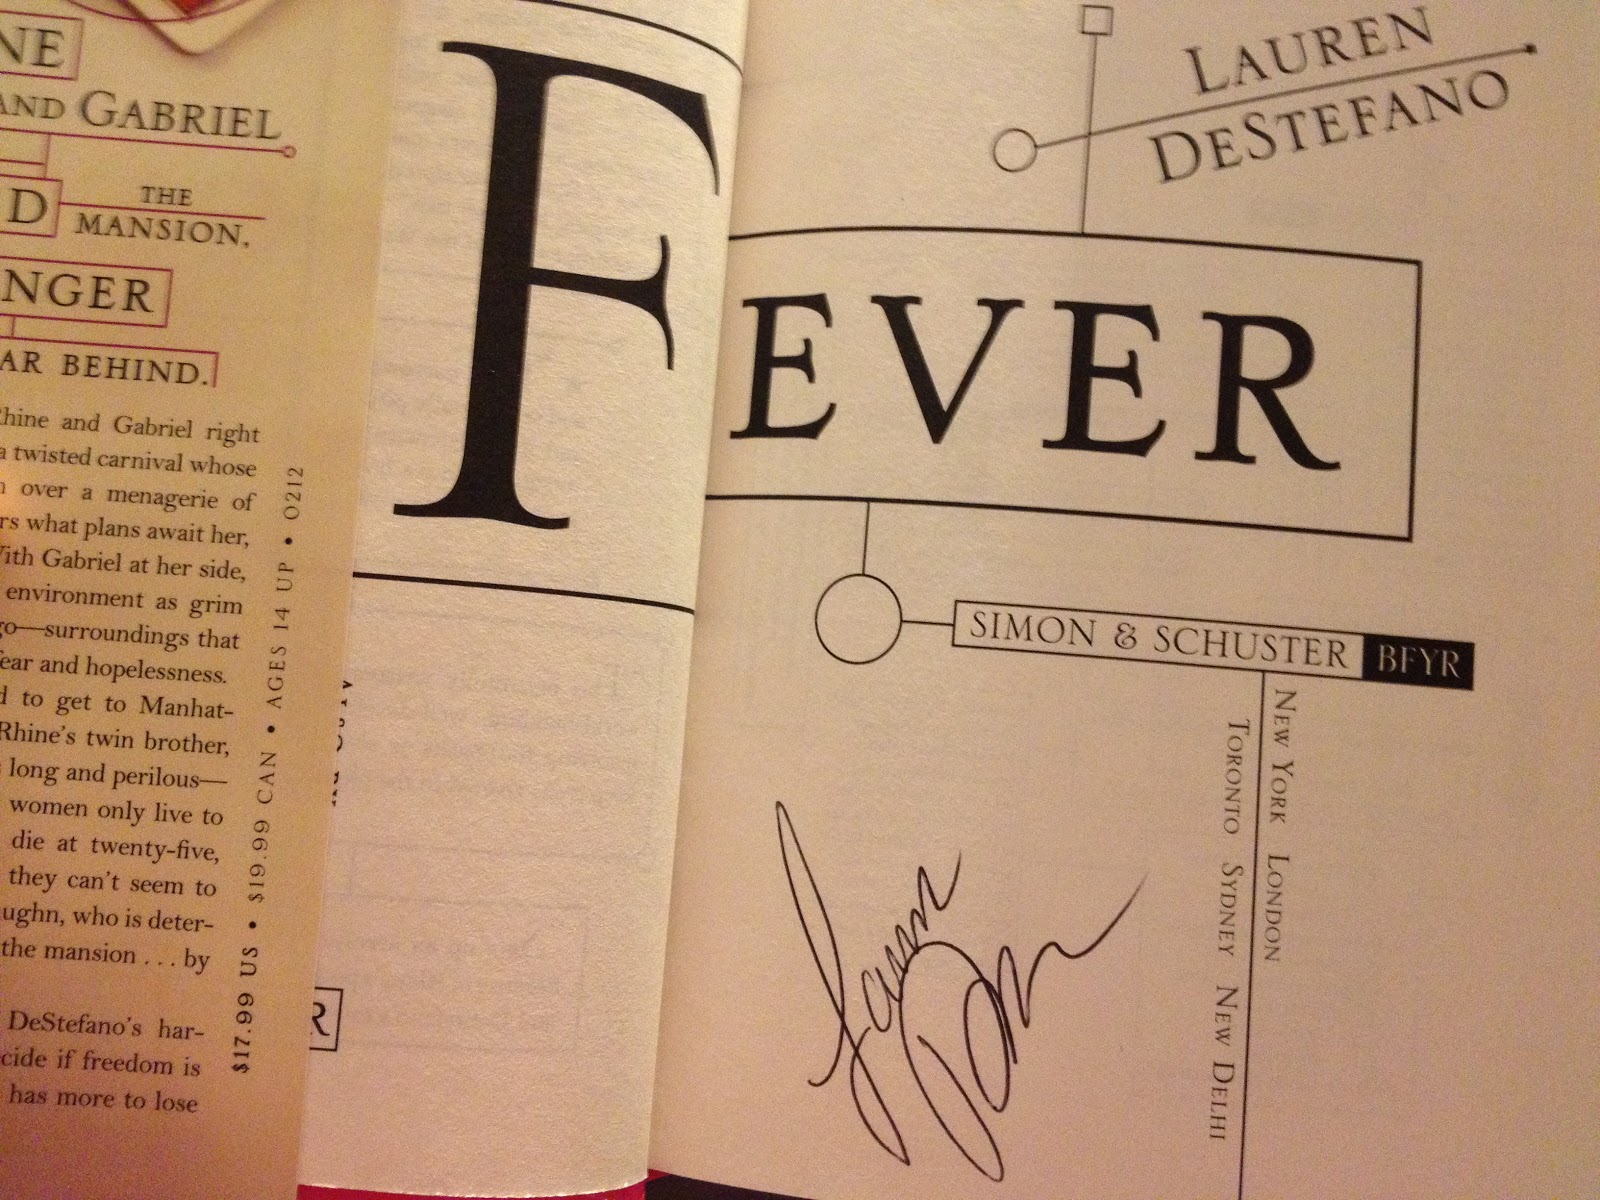 NE
AND GABRIEL
D THE
MANSION,
NGER
AR BEHIND.
hine and Gabriel right
a twisted carnival whose
over a menagerie of
rs what plans await her,
With Gabriel at her side,
environment as grim
go—surroundings that
fear and hopelessness.
d to get to Manhat-
Rhine's twin brother,
long and perilous—
women only live to
die at twenty-five,
they can't seem to
ughn, who is deter-
the mansion . . . by
DeStefano's har-
cide if freedom is
has more to lose
$17.99 US • $19.99 CAN • AGES 14 UP • 0212
R
LAUREN
DESTEFANO
FEVER
SIMON & SCHUSTER BFYR
NEW YORK LONDON
TORONTO SYDNEY NEW DELHI
Lauren